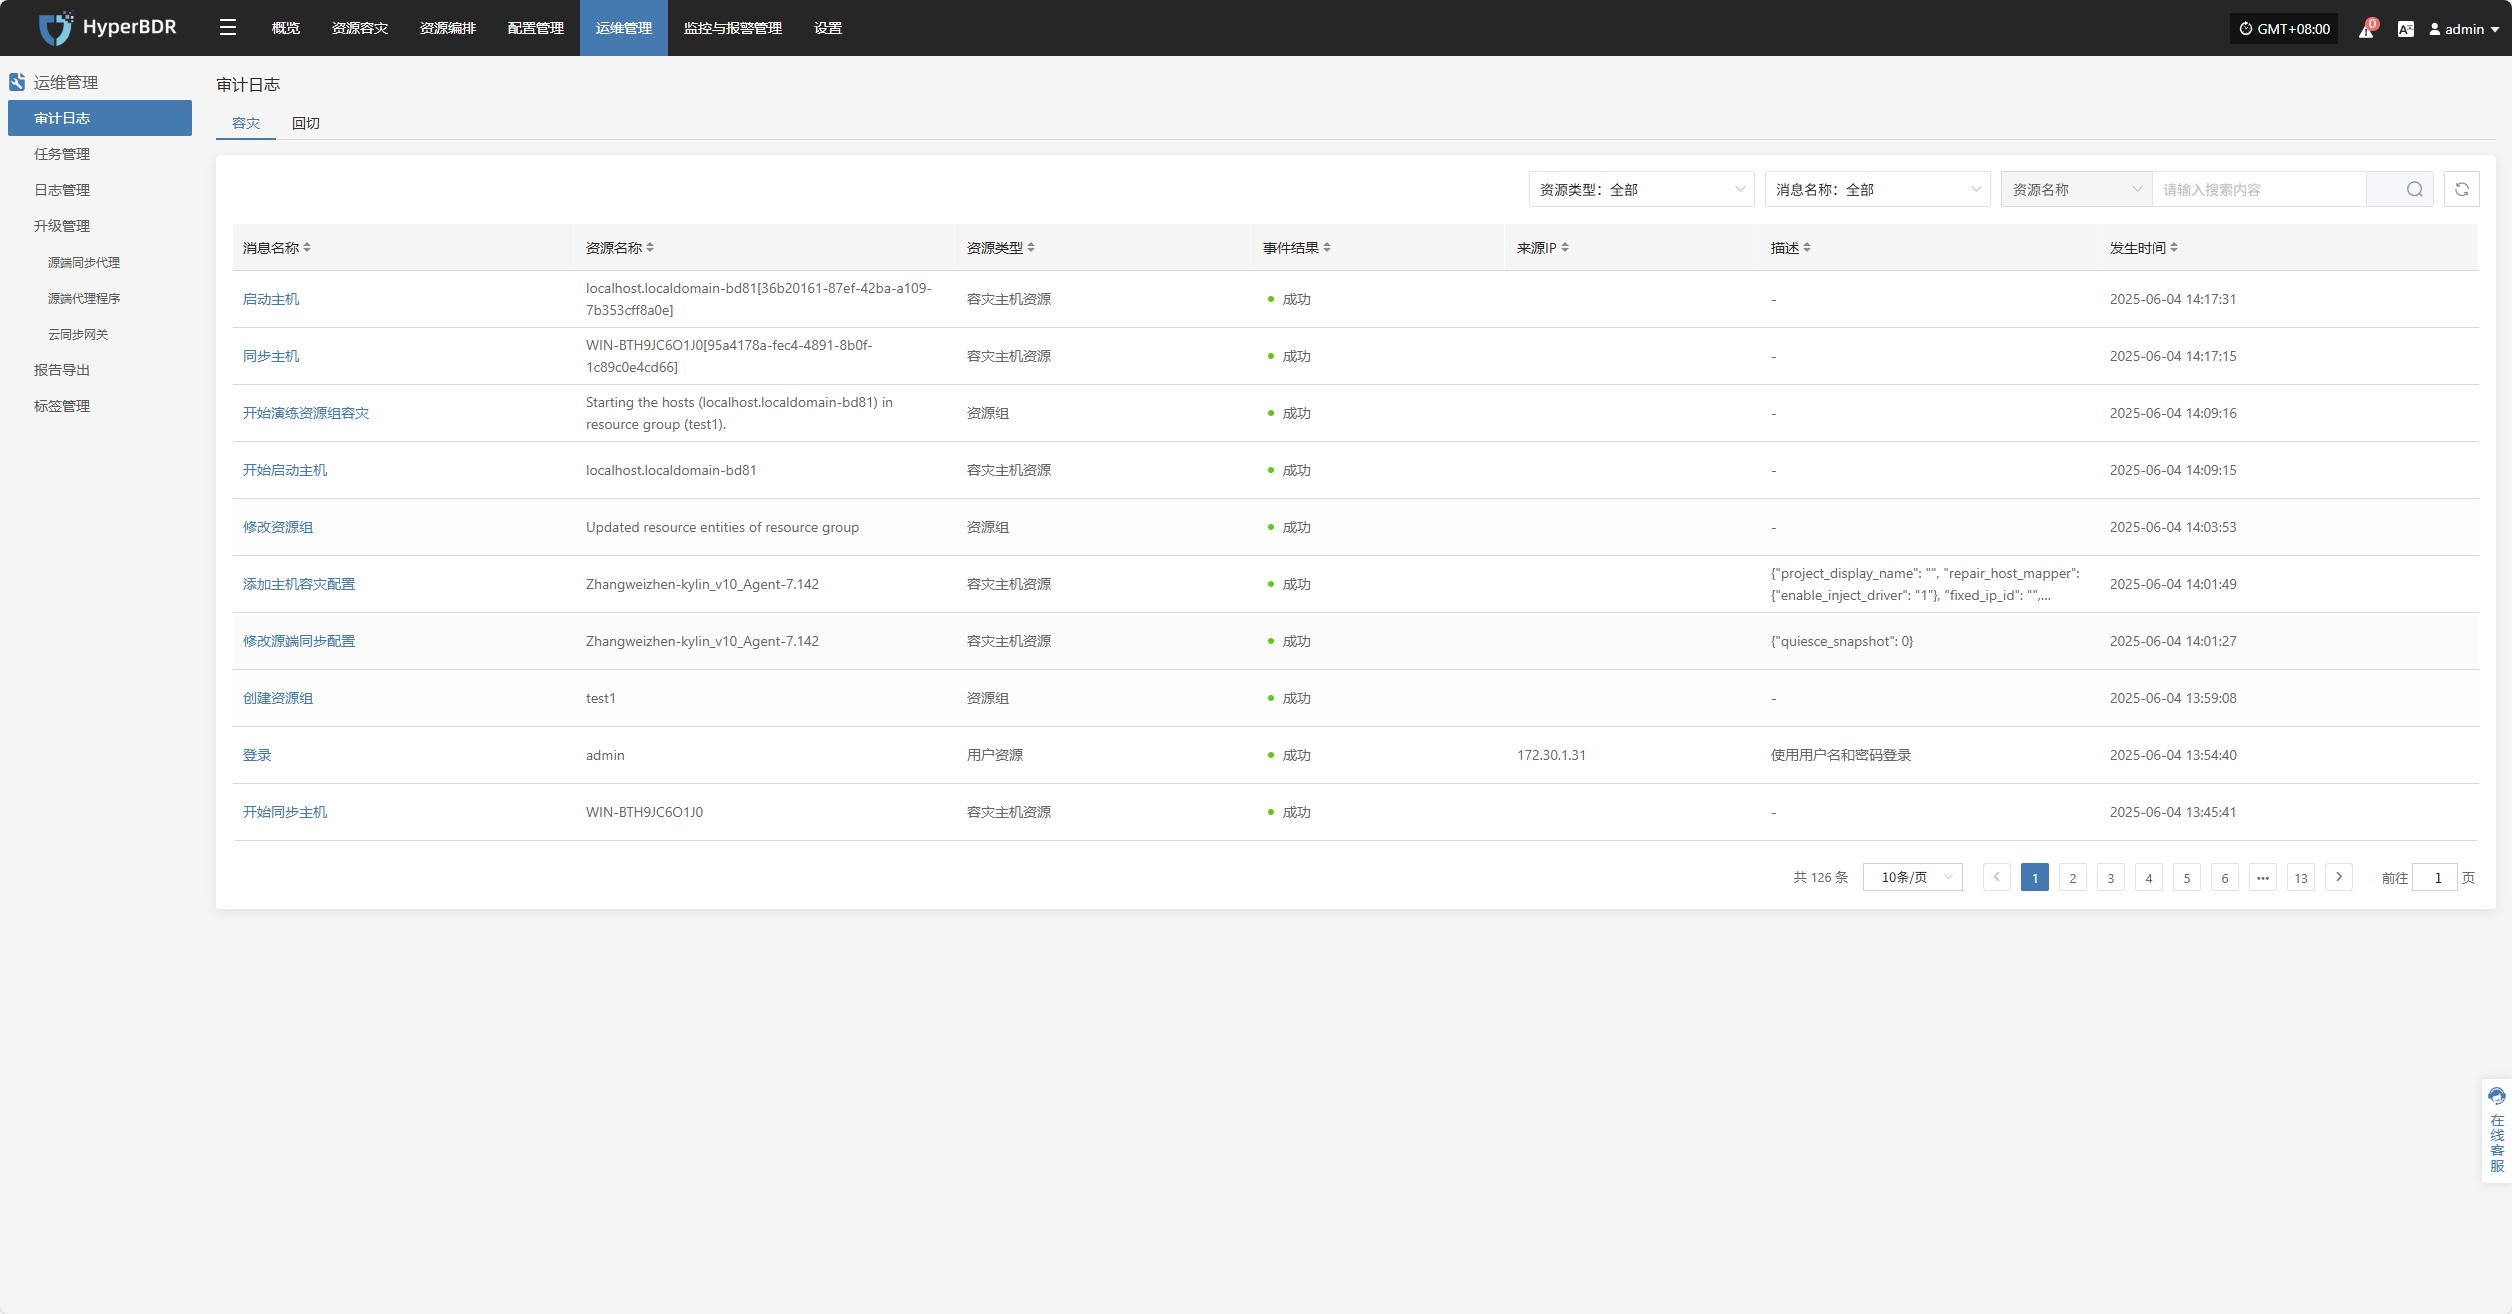 HyperBDR
概览
资源容灾
资源编排
配置管理
运维管理
监控与报警管理
设置
GMT+08:00
0
admin
运维管理
审计日志
任务管理
日志管理
升级管理
源端同步代理
源端代理程序
云同步网关
报告导出
标签管理
审计日志
容灾
回切
资源类型：全部
消息名称：全部
资源名称
请输入搜索内容
消息名称 资源名称 资源类型 事件结果 来源IP 描述 发生时间
启动主机 localhost.localdomain-bd81[36b20161-87ef-42ba-a109-
7b353cff8a0e] 容灾主机资源 成功 - 2025-06-04 14:17:31
同步主机 WIN-BTH9JC6O1J0[95a4178a-fec4-4891-8b0f-
1c89c0e4cd66] 容灾主机资源 成功 - 2025-06-04 14:17:15
开始演练资源组容灾 Starting the hosts (localhost.localdomain-bd81) in
resource group (test1). 资源组 成功 - 2025-06-04 14:09:16
开始启动主机 localhost.localdomain-bd81 容灾主机资源 成功 - 2025-06-04 14:09:15
修改资源组 Updated resource entities of resource group 资源组 成功 - 2025-06-04 14:03:53
添加主机容灾配置 Zhangweizhen-kylin_v10_Agent-7.142 容灾主机资源 成功 {"project_display_name": "", "repair_host_mapper":
{"enable_inject_driver": "1"}, "fixed_ip_id": "",... 2025-06-04 14:01:49
修改源端同步配置 Zhangweizhen-kylin_v10_Agent-7.142 容灾主机资源 成功 {"quiesce_snapshot": 0} 2025-06-04 14:01:27
创建资源组 test1 资源组 成功 - 2025-06-04 13:59:08
登录 admin 用户资源 成功 172.30.1.31 使用用户名和密码登录 2025-06-04 13:54:40
开始同步主机 WIN-BTH9JC6O1J0 容灾主机资源 成功 - 2025-06-04 13:45:41
共 126 条 10条/页 1 2 3 4 5 6 ··· 13 前往 1 页
在线客服